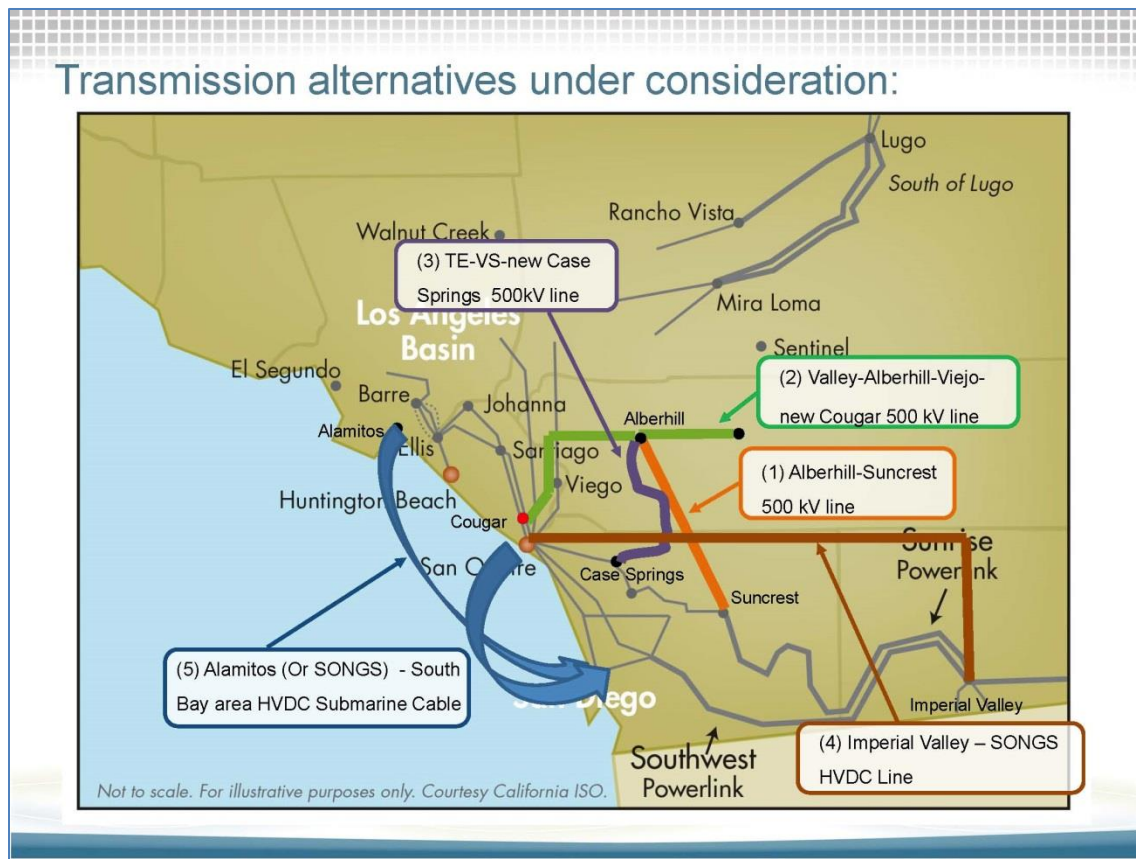 Transmission alternatives under consideration:
Lugo
South of Lugo
Rancho Vista
Walnut Creek
(3) TE-VS-new Case
Springs 500kV line
Mira Loma
Los Angeles
Basin
Sentinel
El Segundo
(2) Valley-Alberhill-Viejo-
new Cougar 500 kV line
Barre
Johanna
Alberhill
Alamitos
Ellis
Santiago
(1) Alberhill-Suncrest
500 kV line
Viego
Huntington Beach
Cougar
Sunrise
Powerlink
San Onofre
Case Springs
Suncrest
(5) Alamitos (Or SONGS) - South
Bay area HVDC Submarine Cable
San Diego
Imperial Valley
(4) Imperial Valley – SONGS
HVDC Line
Southwest
Powerlink
Not to scale. For illustrative purposes only. Courtesy California ISO.